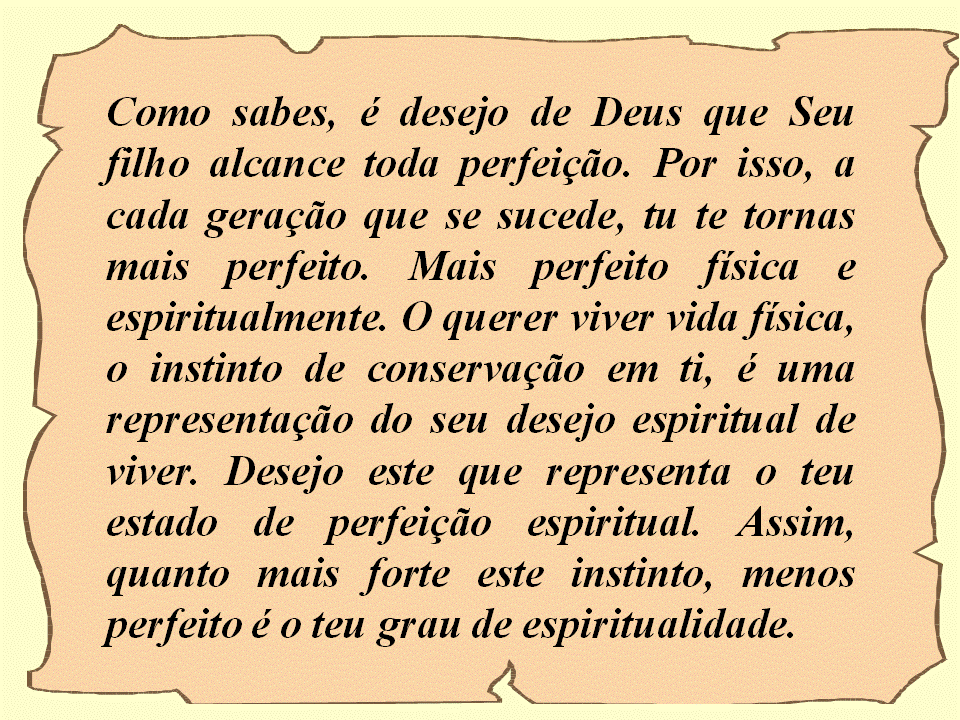 Como sabes, é desejo de Deus que Seu
filho alcance toda perfeição. Por isso, a
cada geração que se sucede, tu te tornas
mais perfeito. Mais perfeito física e
espiritualmente. O querer viver vida física,
o instinto de conservação em ti, é uma
representação do seu desejo espiritual de
viver. Desejo este que representa o teu
estado de perfeição espiritual. Assim,
quanto mais forte este instinto, menos
perfeito é o teu grau de espiritualidade.